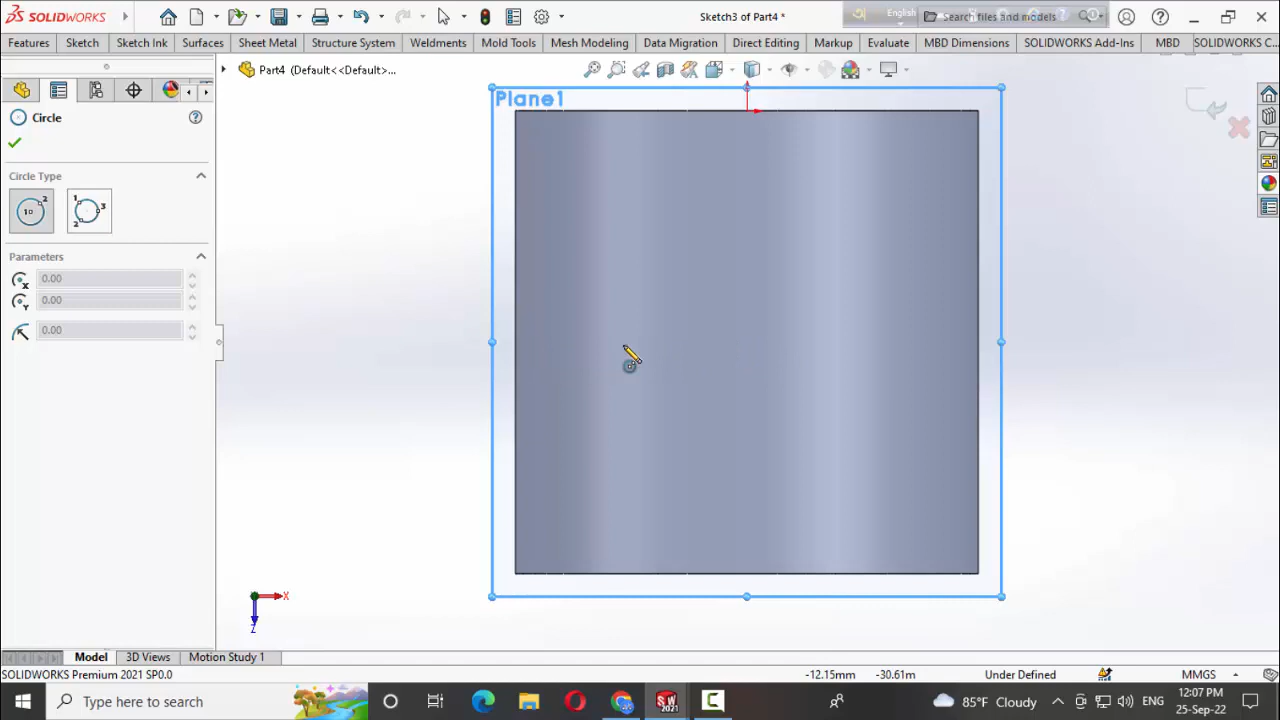 SOLIDWORKS
Sketch3 of Part4 *
English
Search files and models
Features
Sketch
Sketch Ink
Surfaces
Sheet Metal
Structure System
Weldments
Mold Tools
Mesh Modeling
Data Migration
Direct Editing
Markup
Evaluate
MBD Dimensions
SOLIDWORKS Add-Ins
MBD
SOLIDWORKS C...
Part4 (Default<<Default>...
Circle
Circle Type
Parameters
0.00
0.00
0.00
Plane1
X
Z
Model
3D Views
Motion Study 1
SOLIDWORKS Premium 2021 SP0.0
-12.15mm
-30.61m
Under Defined
MMGS
Type here to search
85°F Cloudy
ENG
12:07 PM
25-Sep-22